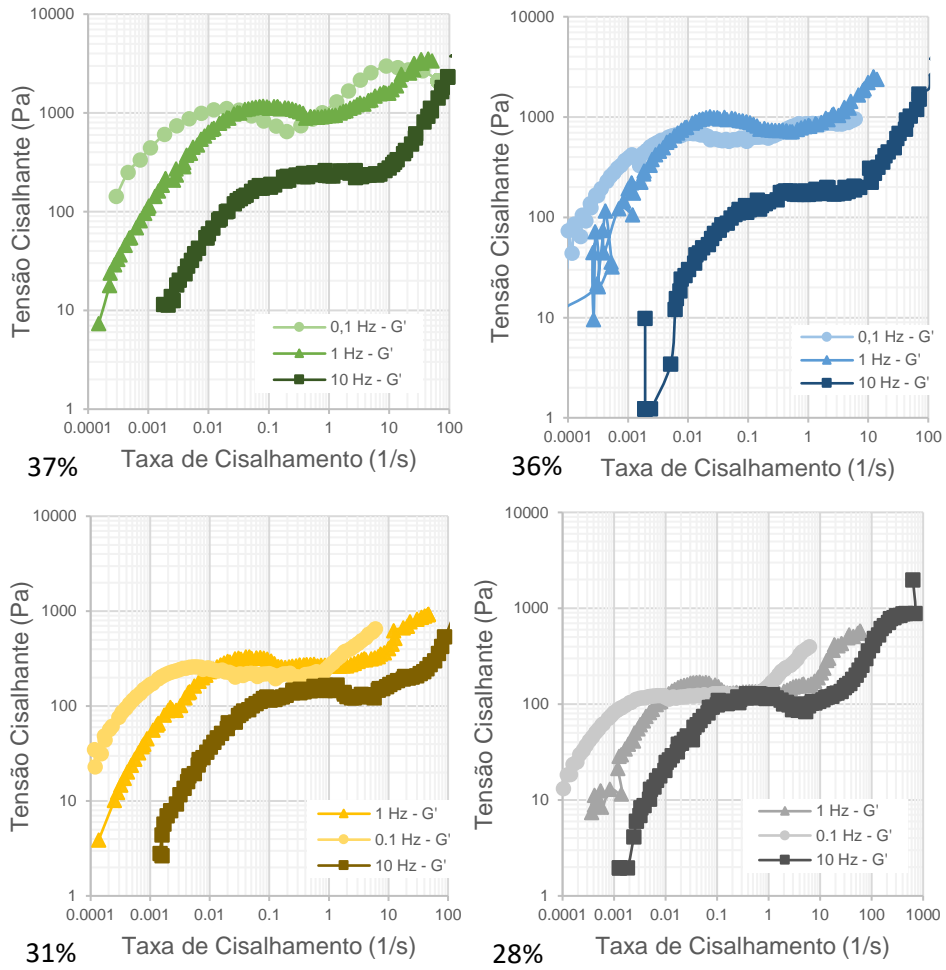 10000
1000
100
10
1
Tensão Cisalhante (Pa)
0,1 Hz - G'
1 Hz - G'
10 Hz - G'
0.0001 0.001 0.01 0.1 1 10 100
37%
Taxa de Cisalhamento (1/s)
10000
1000
100
10
1
Tensão Cisalhante (Pa)
0,1 Hz - G'
1 Hz - G'
10 Hz - G'
0.0001 0.001 0.01 0.1 1 10 100
36%
Taxa de Cisalhamento (1/s)
10000
1000
100
10
1
Tensão Cisalhante (Pa)
1 Hz - G'
0.1 Hz - G'
10 Hz - G'
0.0001 0.001 0.01 0.1 1 10 100
31%
Taxa de Cisalhamento (1/s)
10000
1000
100
10
1
Tensão Cisalhante (Pa)
1 Hz - G'
0.1 Hz - G'
10 Hz - G'
0.0001 0.001 0.01 0.1 1 10 100 1000
28%
Taxa de Cisalhamento (1/s)